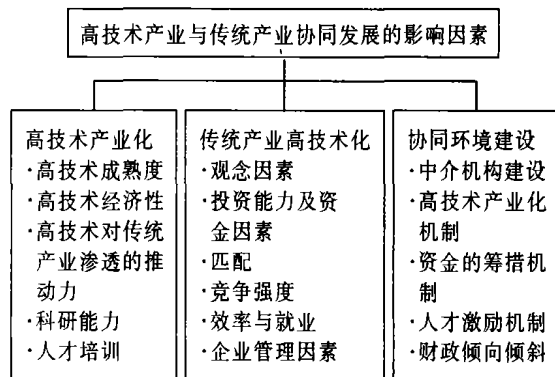 高技术产业与传统产业协同发展的影响因素
高技术产业化
·高技术成熟度
·高技术经济性
·高技术对传统
产业渗透的推
动力
·科研能力
·人才培训
传统产业高技术化
·观念因素
·投资能力及资
金因素
·匹配
·竞争强度
·效率与就业
·企业管理因素
协同环境建设
·中介机构建设
·高技术产业化
机制
·资金的筹措机
制
·人才激励机制
·财政倾向倾斜